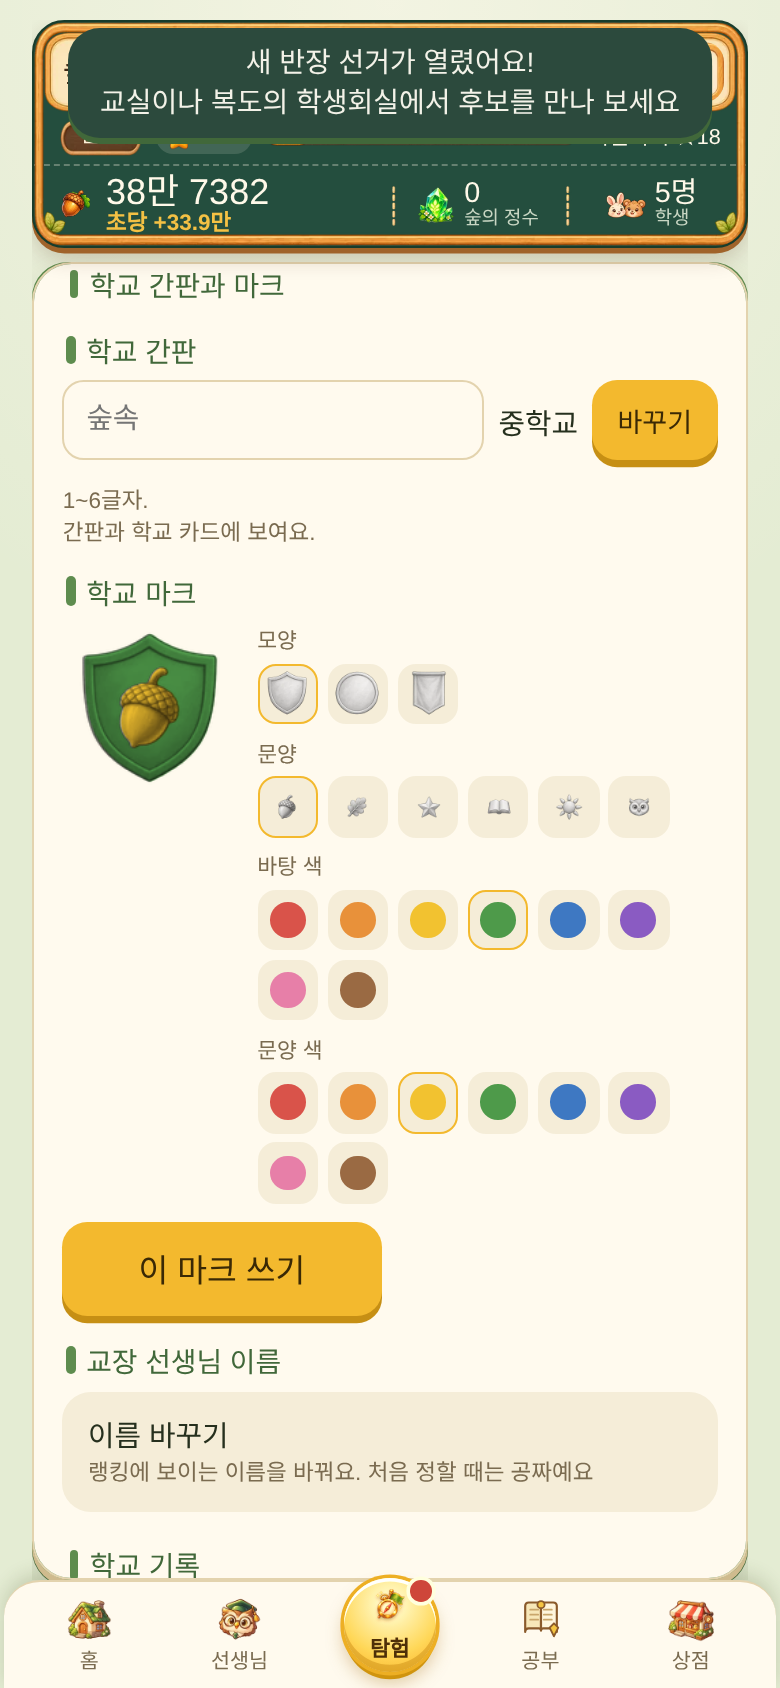 새 반장 선거가 열렸어요!
교실이나 복도의 학생회실에서 후보를 만나 보세요
18
38만 7382
초당 +33.9만
0
숲의 정수
5명
학생
학교 간판과 마크
학교 간판
숲속
중학교
바꾸기
1~6글자.
간판과 학교 카드에 보여요.
학교 마크
모양
문양
바탕 색
문양 색
이 마크 쓰기
교장 선생님 이름
이름 바꾸기
랭킹에 보이는 이름을 바꿔요. 처음 정할 때는 공짜예요
학교 기록
홈
선생님
탐험
공부
상점